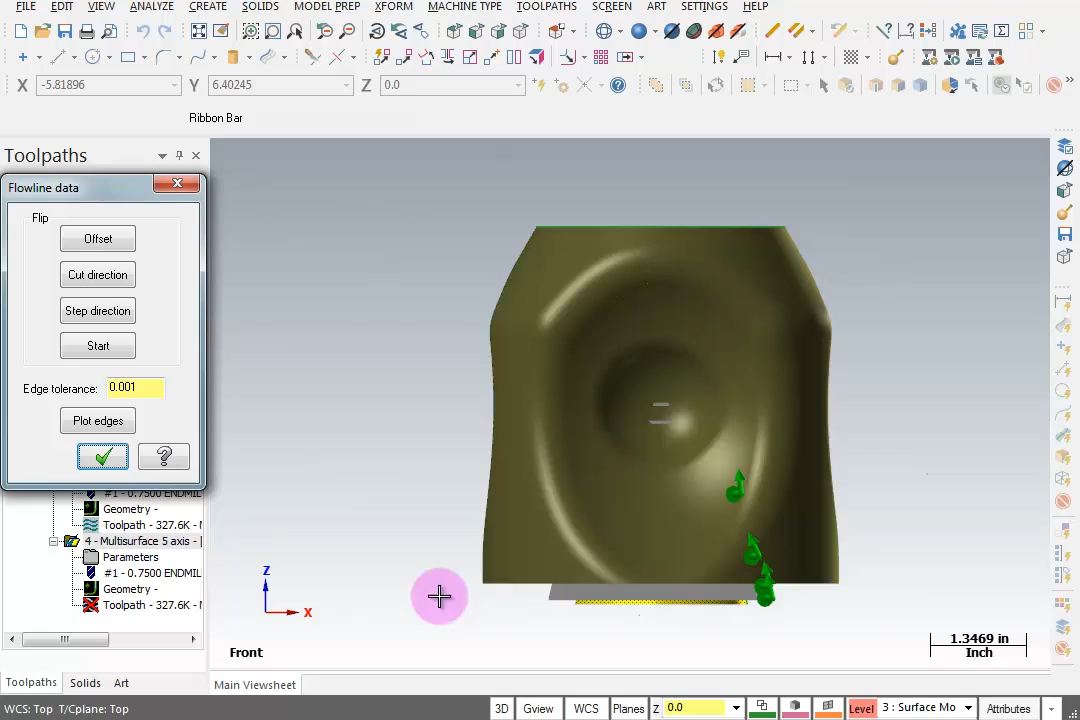 FILE EDIT VIEW ANALYZE CREATE SOLIDS MODEL PREP XFORM MACHINE TYPE TOOLPATHS SCREEN ART SETTINGS HELP
X -5.81896 Y 6.40245 Z 0.0
Ribbon Bar
Toolpaths
Flowline data
Flip
Offset
Cut direction
Step direction
Start
Edge tolerance: 0.001
Plot edges
#1 - 0.7500 ENDMIL
Geometry -
Toolpath - 327.6K -
4 - Multisurface 5 axis - [
Parameters
#1 - 0.7500 ENDMIL
Geometry -
Toolpath - 327.6K -
Z
X
Front
1.3469 in
Inch
Toolpaths Solids Art
Main Viewsheet
WCS: Top T/Cplane: Top
3D Gview WCS Planes Z 0.0 Level 3 : Surface Mo Attributes